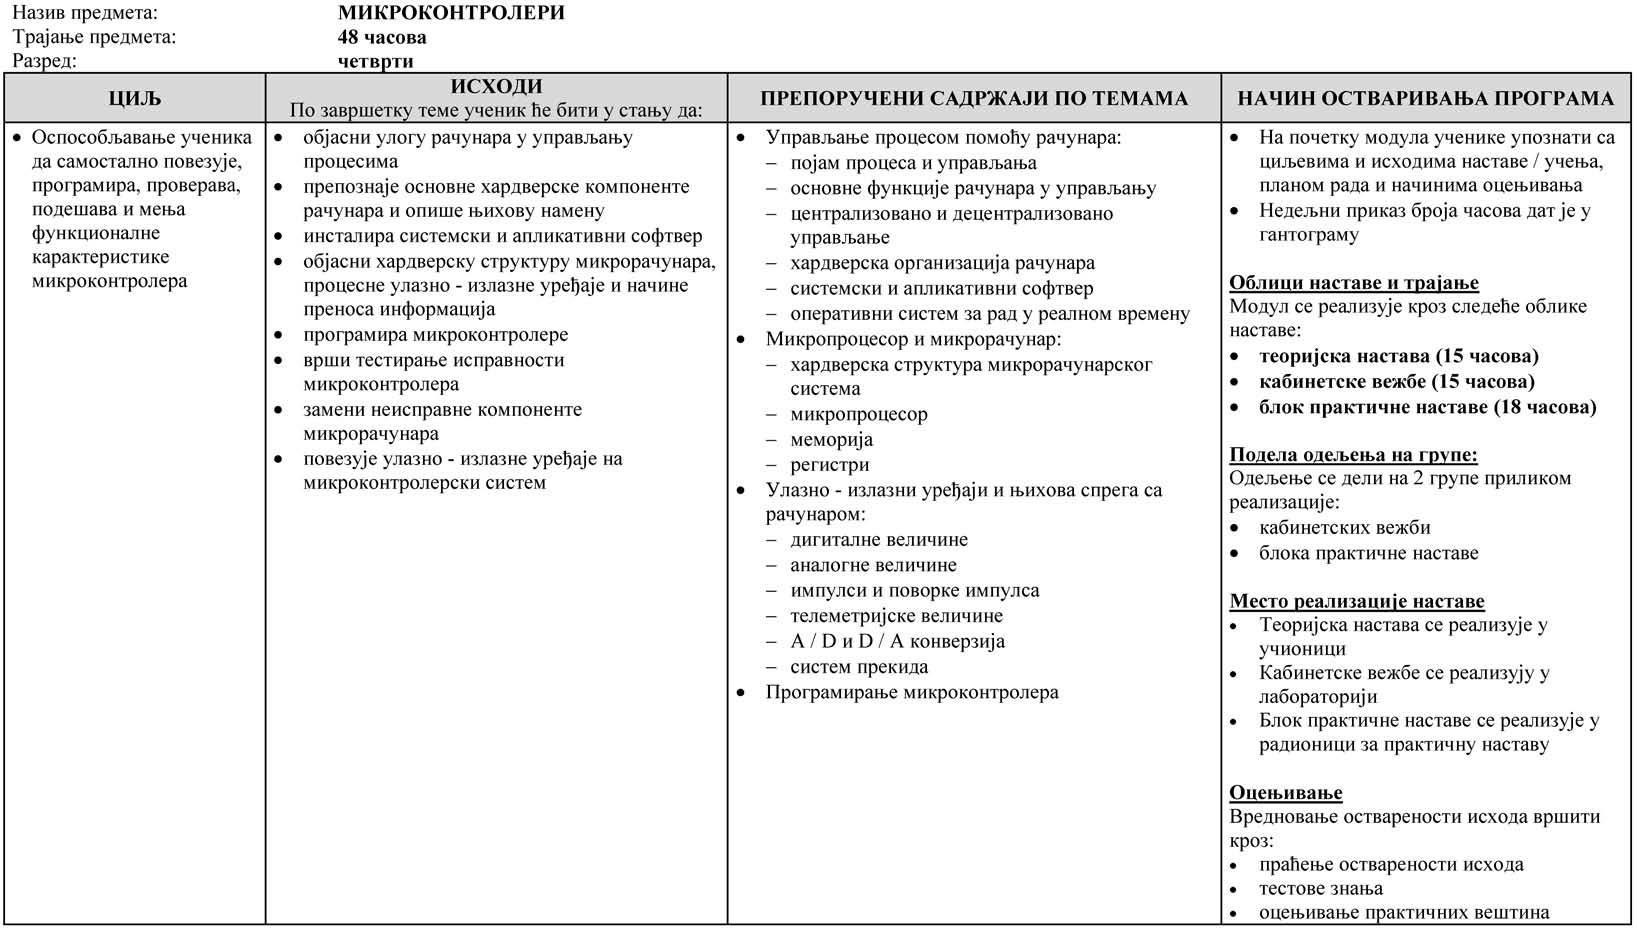 Назив предмета: МИКРОКОНТРОЛЕРИ
Трајање предмета: 48 часова
Разред: четврти
ЦИЉ
• Оспособљавање ученика
да самостално повезује,
програмира, проверава,
подешава и мења
функционалне
карактеристике
микроконтролера
ИСХОДИ
По завршетку теме ученик ће бити у стању да:
• објасни улогу рачунара у управљању
процесима
• препознаје основне хардверске компоненте
рачунара и опише њихову намену
• инсталира системски и апликативни софтвер
• објасни хардверску структуру микрорачунара,
процесне улазно - излазне уређаје и начине
преноса информација
• програмира микроконтролере
• врши тестирање исправности
микроконтролера
• замени неисправне компоненте
микрорачунара
• повезује улазно - излазне уређаје на
микроконтролерски систем
ПРЕПОРУЧЕНИ САДРЖАЈИ ПО ТЕМАМА
• Управљање процесом помоћу рачунара:
– појам процеса и управљања
– основне функције рачунара у управљању
– централизовано и децентрализовано
управљање
– хардверска организација рачунара
– системски и апликативни софтвер
– оперативни систем за рад у реалном времену
• Микропроцесор и микрорачунар:
– хардверска структура микрорачунарског
система
– микропроцесор
– меморија
– регистри
• Улазно - излазни уређаји и њихова спрега са
рачунаром:
– дигиталне величине
– аналогне величине
– импулси и поворке импулса
– телеметријске величине
– A / D и D / A конверзија
– систем прекида
• Програмирање микроконтролера
НАЧИН ОСТВАРИВАЊА ПРОГРАМА
• На почетку модула ученике упознати са
циљевима и исходима наставе / учења,
планом рада и начинима оцењивања
• Недељни приказ броја часова дат је у
гантограму
Облици наставе и трајање
Модул се реализује кроз следеће облике
наставе:
• теоријска настава (15 часова)
• кабинетске вежбе (15 часова)
• блок практичне наставе (18 часова)
Подела одељења на групе:
Одељење се дели на 2 групе приликом
реализације:
• кабинетских вежби
• блока практичне наставе
Место реализације наставе
• Теоријска настава се реализује у
учионици
• Кабинетске вежбе се реализују у
лабораторији
• Блок практичне наставе се реализује у
радионици за практичну наставу
Оцењивање
Вредновање остварености исхода вршити
кроз:
• праћење остварености исхода
• тестове знања
• оцењивање практичних вештина